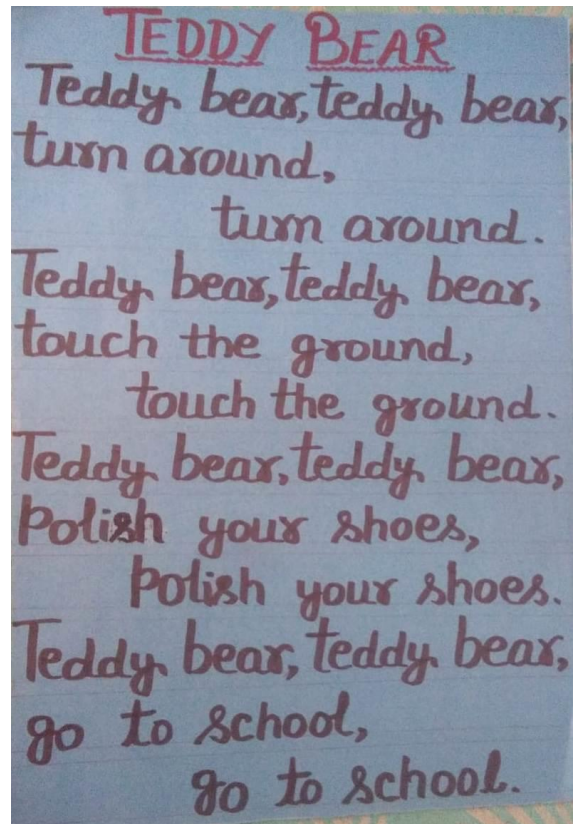 TEDDY BEAR
Teddy bear, teddy bear,
turn around,
turn around.
Teddy bear, teddy bear,
touch the ground,
touch the ground.
Teddy bear, teddy bear,
Polish your shoes,
polish your shoes.
Teddy bear, teddy bear,
go to school,
go to school.